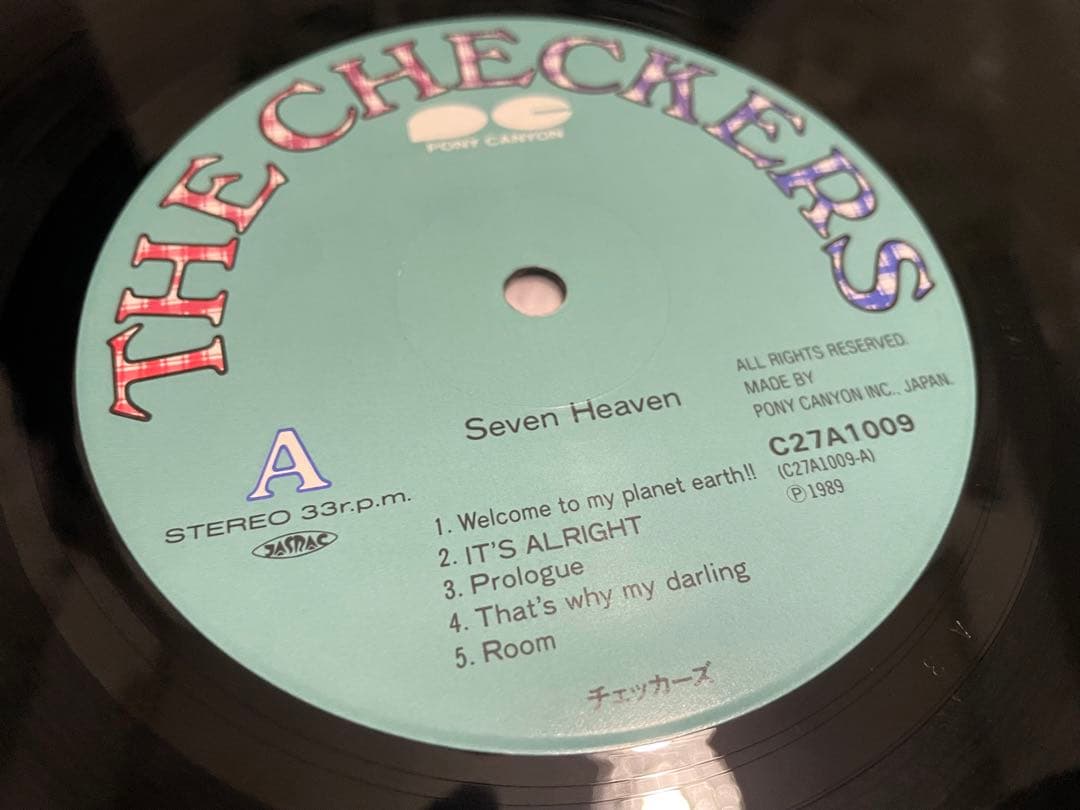 THE CHECKERS
PC
PONY CANYON
ALL RIGHTS RESERVED.
MADE BY
PONY CANYON INC., JAPAN.
Seven Heaven
C27A1009
(C27A1009-A)
Ⓟ1989
A
STEREO 33r.p.m.
JASRAC
1. Welcome to my planet earth!!
2. IT'S ALRIGHT
3. Prologue
4. That's why my darling
5. Room
チェッカーズ